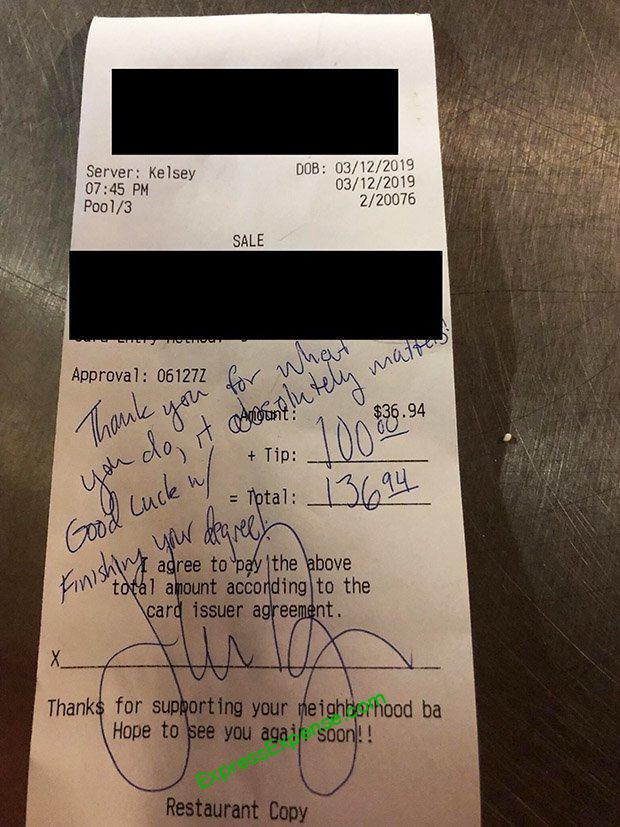 Server: Kelsey DOB: 03/12/2019
07:45 PM 03/12/2019
Pool/3 2/20076
SALE
Approval: 06127Z
Thank you for what
you do, it absolutely matters!
Good Luck w/
Finishing your degree!
Amount: $36.94
+ Tip: 100.00
= Total: 136.94
I agree to pay the above
total amount according to the
card issuer agreement.
X
Thanks for supporting your neighborhood ba
Hope to see you again soon!!
ExpressExpense.com
Restaurant Copy